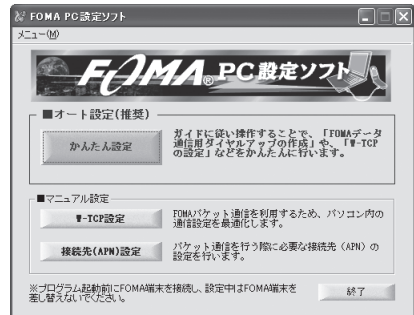 FOMA PC設定ソフト
メニュー(M)
FOMA® PC設定ソフト
■オート設定(推奨)
かんたん設定
ガイドに従い操作することで、「FOMAデータ
通信用ダイヤルアップの作成」や、「W-TCP
の設定」などをかんたんに行います。
■マニュアル設定
W-TCP設定
FOMAパケット通信を利用するため、パソコン内の
通信設定を最適化します。
接続先(APN)設定
パケット通信を行う際に必要な接続先（APN）の
設定を行います。
※プログラム起動前にFOMA端末を接続し、設定中はFOMA端末を
差し替えないでください。
終了